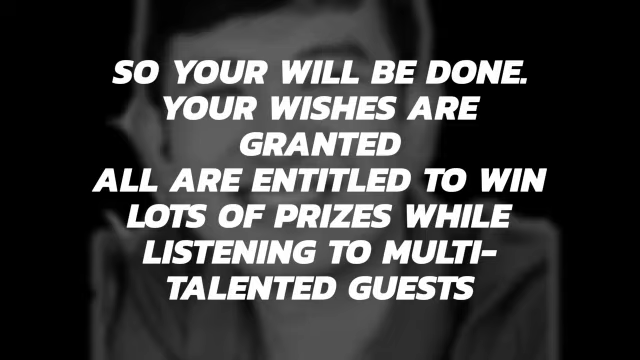 SO YOUR WILL BE DONE.
YOUR WISHES ARE
GRANTED
ALL ARE ENTITLED TO WIN
LOTS OF PRIZES WHILE
LISTENING TO MULTI-
TALENTED GUESTS